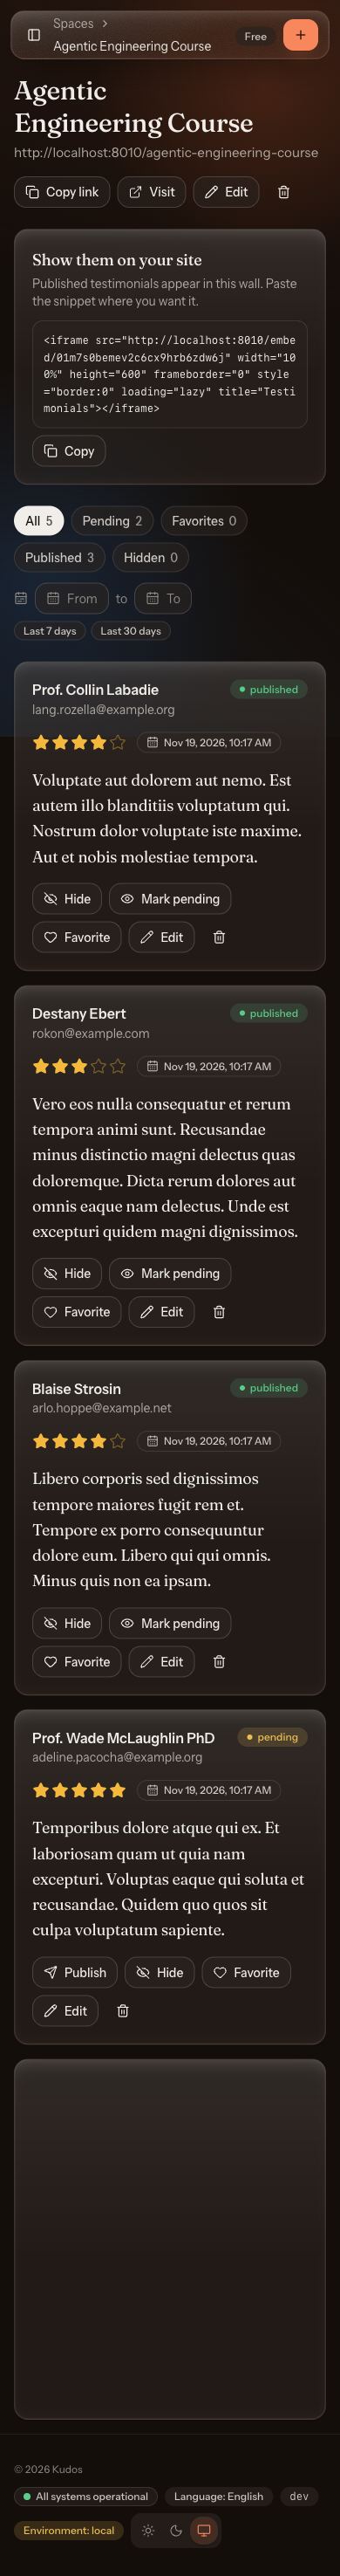 Spaces
Agentic Engineering Course
Free
Agentic
Engineering Course
http://localhost:8010/agentic-engineering-course
Copy link
Visit
Edit
Show them on your site
Published testimonials appear in this wall. Paste
the snippet where you want it.
<iframe src="http://localhost:8010/embe
d/01m7s0bemev2c6cx9hrb6zdw6j" width="10
0%" height="600" frameborder="0" style
="border:0" loading="lazy" title="Testi
monials"></iframe>
Copy
All 5
Pending 2
Favorites 0
Published 3
Hidden 0
From
to
To
Last 7 days
Last 30 days
Prof. Collin Labadie
published
lang.rozella@example.org
Nov 19, 2026, 10:17 AM
Voluptate aut dolorem aut nemo. Est
autem illo blanditiis voluptatum qui.
Nostrum dolor voluptate iste maxime.
Aut et nobis molestiae tempora.
Hide
Mark pending
Favorite
Edit
Destany Ebert
published
rokon@example.com
Nov 19, 2026, 10:17 AM
Vero eos nulla consequatur et rerum
tempora animi sunt. Recusandae
minus distinctio magni delectus quas
doloremque. Dicta rerum dolores aut
omnis eaque nam delectus. Unde est
excepturi quidem magni dignissimos.
Hide
Mark pending
Favorite
Edit
Blaise Strosin
published
arlo.hoppe@example.net
Nov 19, 2026, 10:17 AM
Libero corporis sed dignissimos
tempore maiores fugit rem et.
Tempore ex porro consequuntur
dolore eum. Libero qui qui omnis.
Minus quis non ea ipsam.
Hide
Mark pending
Favorite
Edit
Prof. Wade McLaughlin PhD
pending
adeline.pacocha@example.org
Nov 19, 2026, 10:17 AM
Temporibus dolore atque qui ex. Et
laboriosam quam ut quia nam
excepturi. Voluptas eaque qui soluta et
recusandae. Quidem quo quos sit
culpa voluptatum sapiente.
Publish
Hide
Favorite
Edit
© 2026 Kudos
All systems operational
Language: English
dev
Environment: local